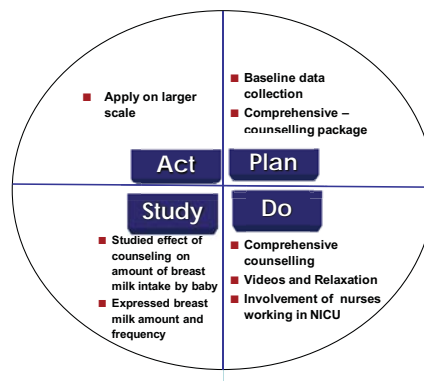 ■ Apply on larger
scale
■ Baseline data
collection
■ Comprehensive –
counselling package
Act
Plan
Study
Do
■ Studied effect of
counseling on
amount of breast
milk intake by baby
■ Expressed breast
milk amount and
frequency
■ Comprehensive
counselling
■ Videos and Relaxation
■ Involvement of nurses
working in NICU